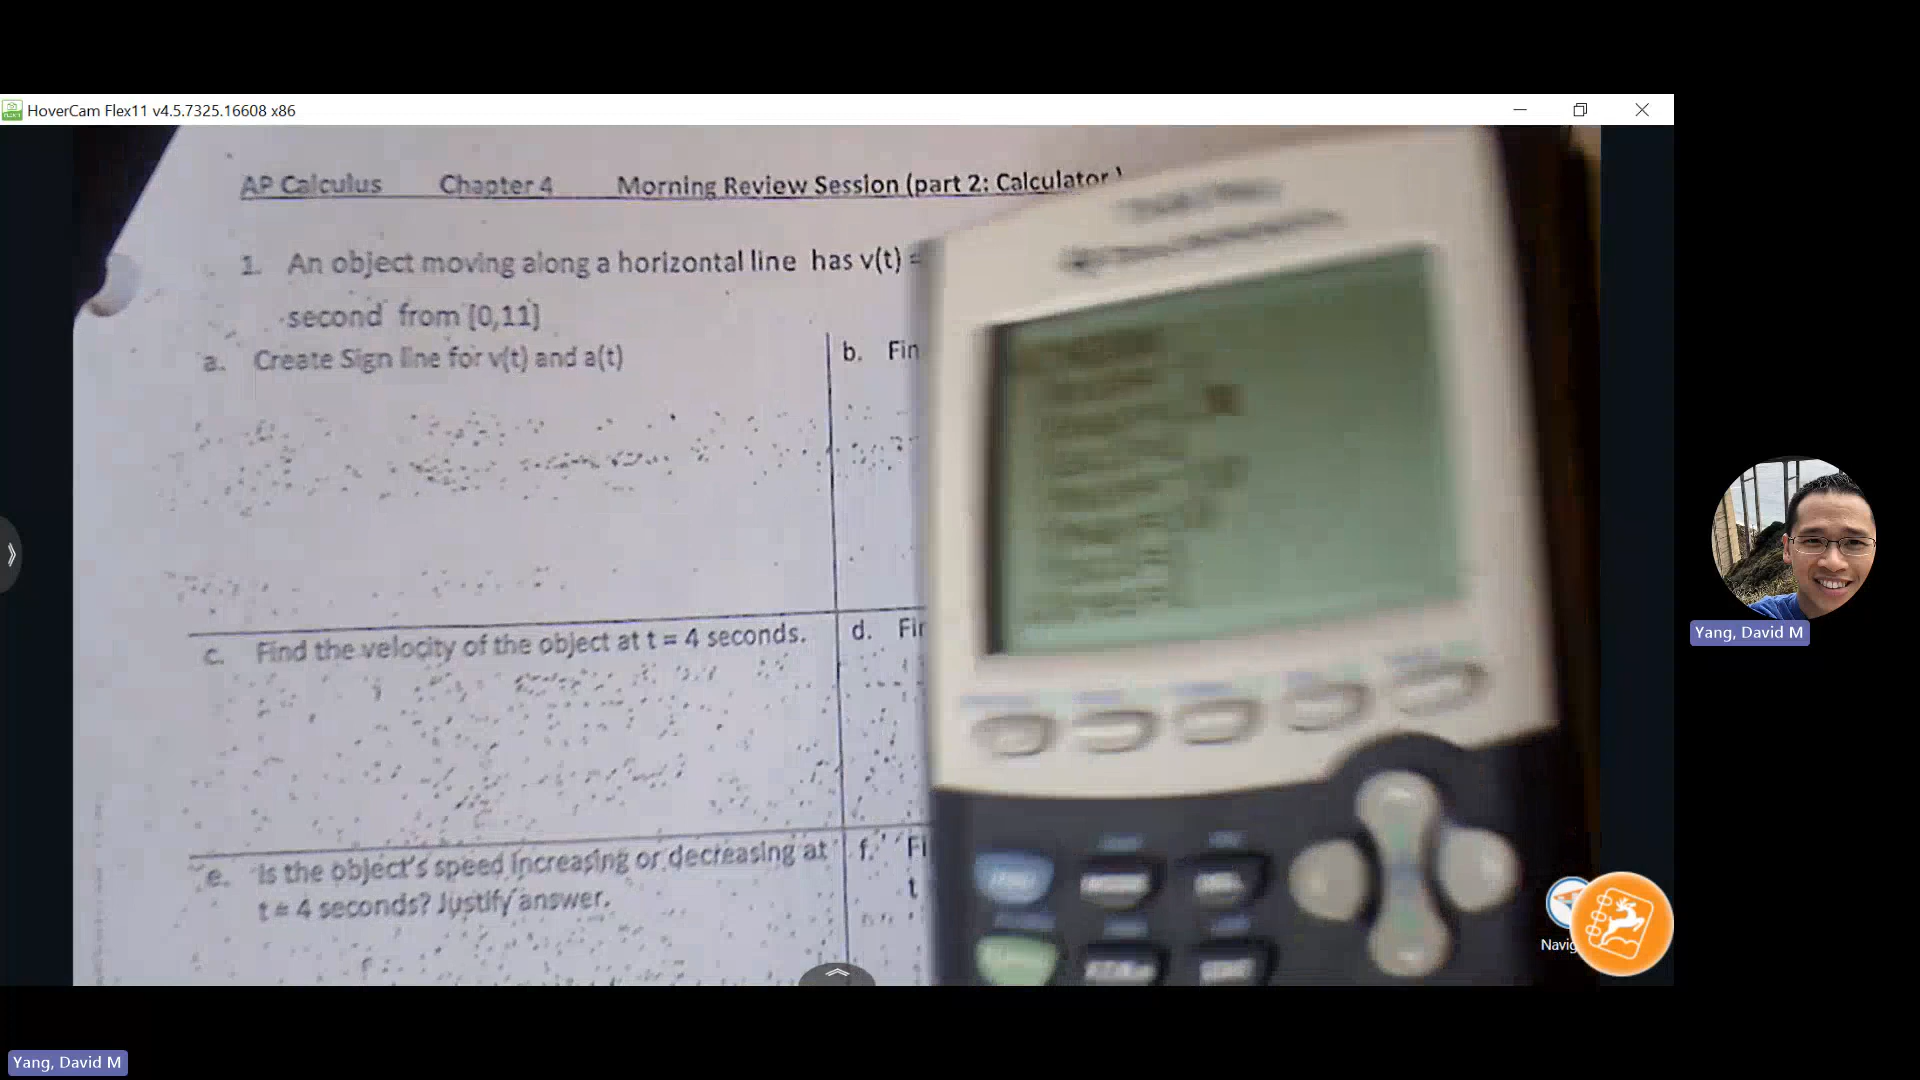 HoverCam Flex11 v4.5.7325.16608 x86
AP Calculus Chapter 4 Morning Review Session (part 2: Calculator )
1. An object moving along a horizontal line has v(t) =
second from [0,11]
a. Create Sign line for v(t) and a(t)
b. Fin
c. Find the velocity of the object at t = 4 seconds.
d. Fir
e. Is the object's speed increasing or decreasing at
t = 4 seconds? Justify answer.
f. Fi
t
Navig
Yang, David M
Yang, David M